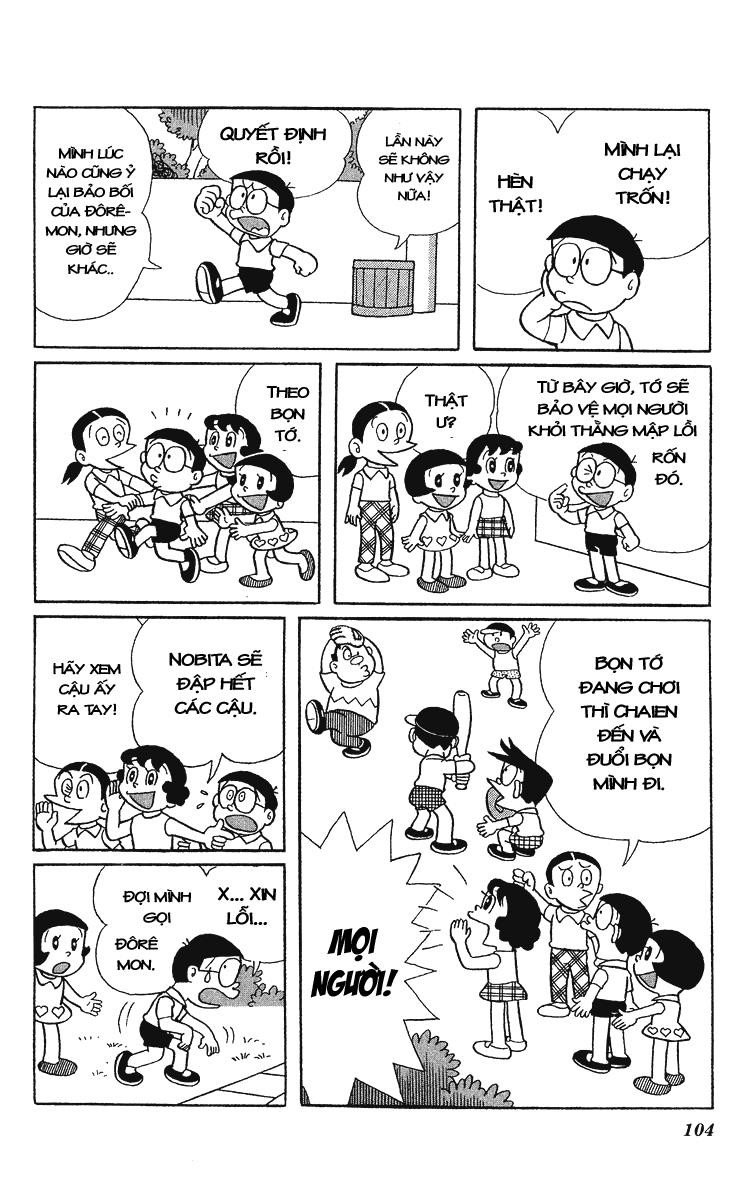 MÌNH LẠI
CHẠY
TRỐN!
HÈN
THẬT!
LẦN NÀY
SẼ KHÔNG
NHƯ VẬY
NỮA!
QUYẾT ĐỊNH
RỒI!
MÌNH LÚC
NÀO CŨNG Ỷ
LẠI BẢO BỐI
CỦA ĐÔRÊ-
MON, NHƯNG
GIỜ SẼ
KHÁC..
TỪ BÂY GIỜ, TỚ SẼ
BẢO VỆ MỌI NGƯỜI
KHỎI THẰNG MẬP LỒI
RỐN
ĐÓ.
THẬT
Ư?
THEO
BỌN
TỚ.
BỌN TỚ
ĐANG CHƠI
THÌ CHAIEN
ĐẾN VÀ
ĐUỔI BỌN
MÌNH ĐI.
MỌI
NGƯỜI!
NOBITA SẼ
ĐẬP HẾT
CÁC CẬU.
HÃY XEM
CẬU ẤY
RA TAY!
X... XIN
LỖI...
ĐỢI MÌNH
GỌI
ĐÔRÊ
MON.
104